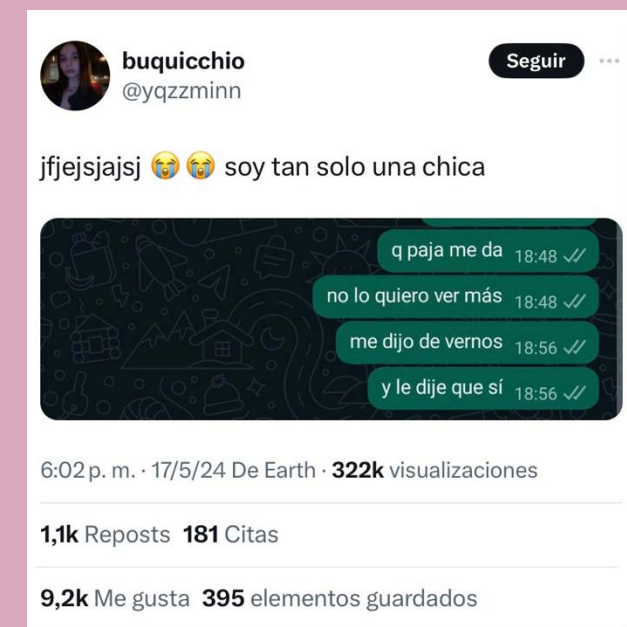 buquicchio
Seguir
@yqzzminn
jfjejsjajsj 😭😭 soy tan solo una chica
q paja me da 18:48
no lo quiero ver más 18:48
me dijo de vernos 18:56
y le dije que sí 18:56
6:02 p. m. · 17/5/24 De Earth · 322k visualizaciones
1,1k Reposts 181 Citas
9,2k Me gusta 395 elementos guardados